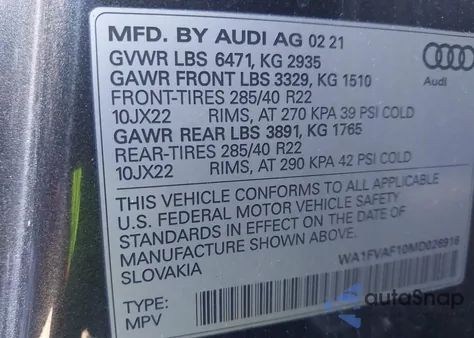 MFD. BY AUDI AG 02 21
GVWR LBS 6471, KG 2935
GAWR FRONT LBS 3329, KG 1510
FRONT-TIRES 285/40 R22
10JX22 RIMS, AT 270 KPA 39 PSI COLD
GAWR REAR LBS 3891, KG 1765
REAR-TIRES 285/40 R22
10JX22 RIMS, AT 290 KPA 42 PSI COLD
Audi
THIS VEHICLE CONFORMS TO ALL APPLICABLE
U.S. FEDERAL MOTOR VEHICLE SAFETY
STANDARDS IN EFFECT ON THE DATE OF
MANUFACTURE SHOWN ABOVE.
SLOVAKIA
WA1FVAF10MD026916
TYPE:
MPV
autoSnap